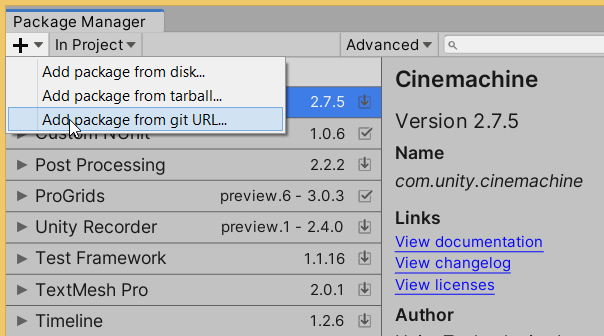 Package Manager
+ ▾ In Project ▾ Advanced ▾
Add package from disk...
Add package from tarball...
Add package from git URL...
2.7.5
Custom NUnit 1.0.6
Post Processing 2.2.2
ProGrids preview.6 - 3.0.3
Unity Recorder preview.1 - 2.4.0
Test Framework 1.1.16
TextMesh Pro 2.0.1
Timeline 1.2.6
Cinemachine
Version 2.7.5
Name
com.unity.cinemachine
Links
View documentation
View changelog
View licenses
Author